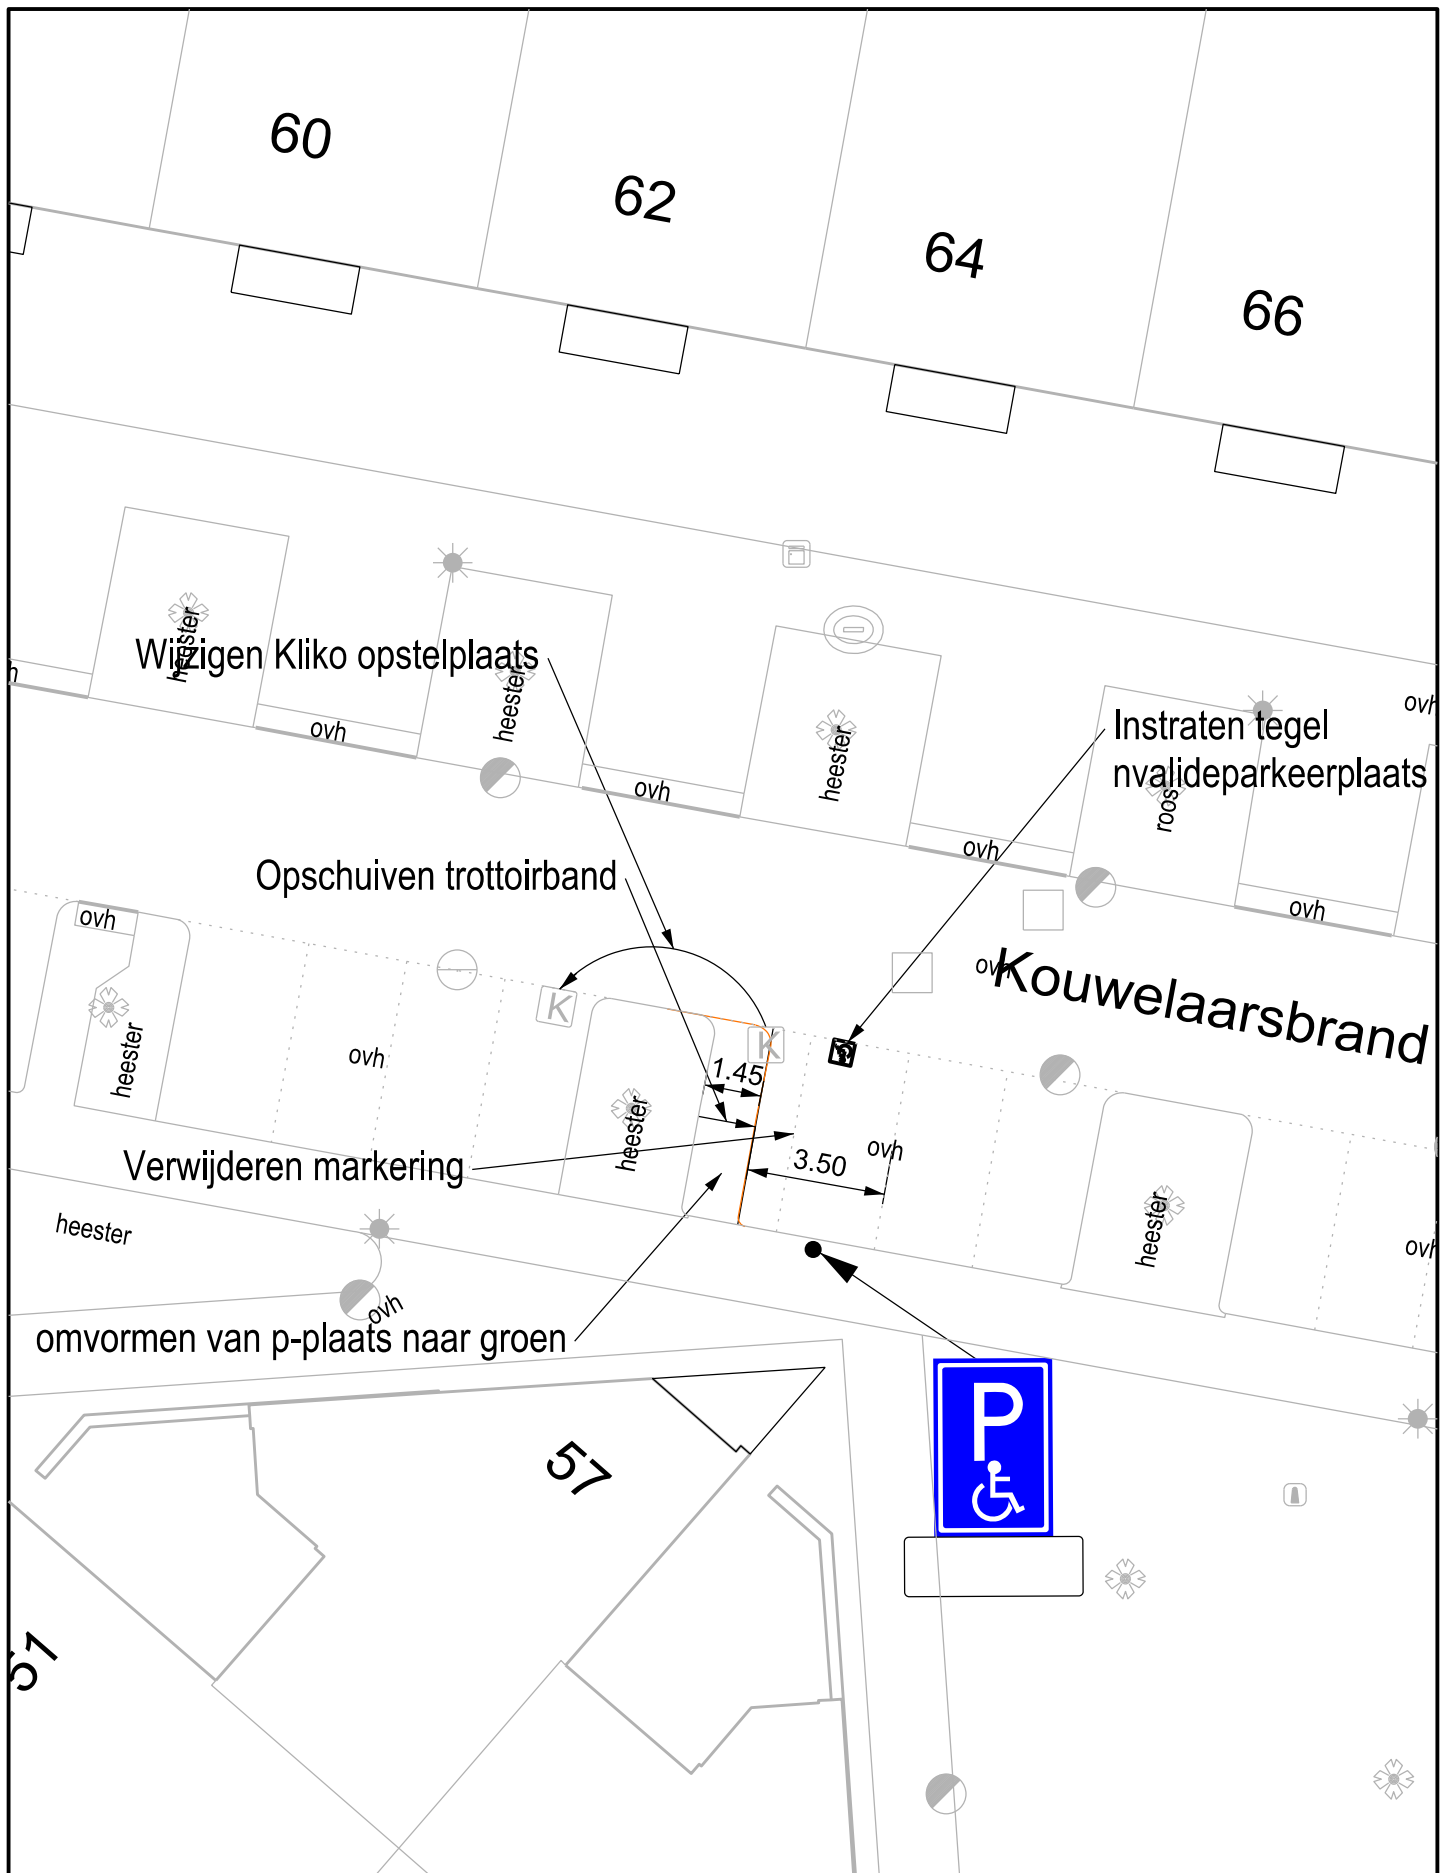 60
62
64
66
heester
Wijzigen Kliko opstelplaats
heester
h
ovh
ovh
heester
ovh
Instraten tegel
nvalideparkeerplaats
roos
ovh
ovh
Opschuiven trottoirband
ovh
ovh
Kouwelaarsbrand
K
K
heester
ovh
1.45
heester
Verwijderen markering
3.50
ovh
heester
ovh
heester
ovh
omvormen van p-plaats naar groen
P
57
51